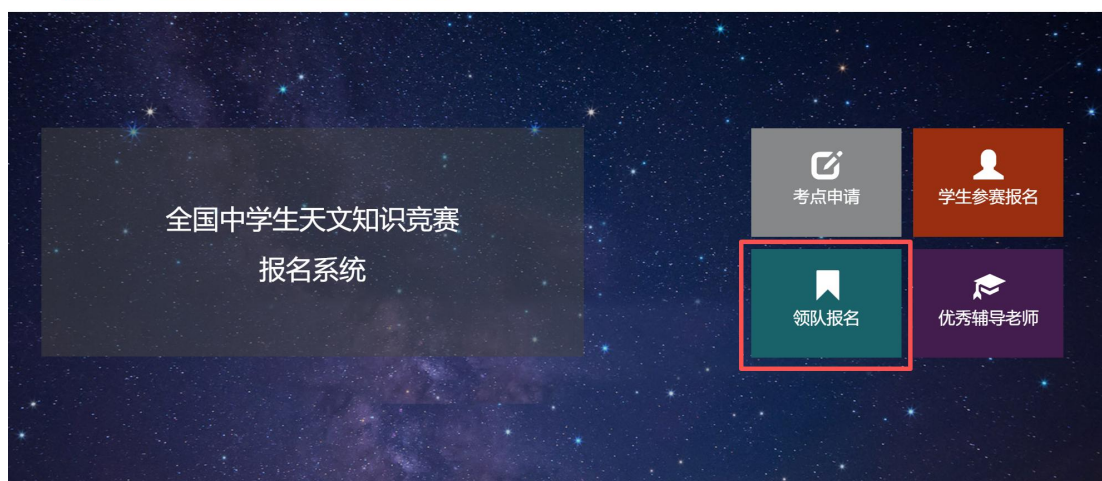 全国中学生天文知识竞赛
报名系统
考点申请
学生参赛报名
领队报名
优秀辅导老师